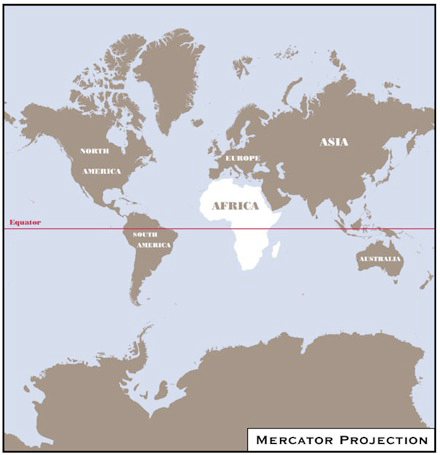 NORTH
AMERICA
EUROPE
ASIA
AFRICA
Equator
SOUTH
AMERICA
AUSTRALIA
MERCATOR PROJECTION